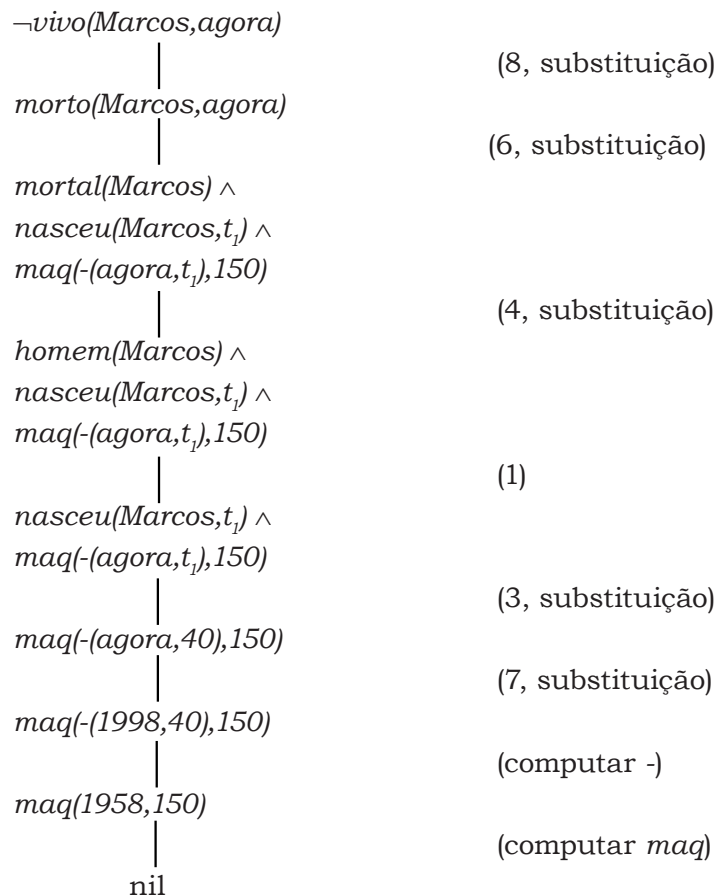 ¬vivo(Marcos,agora)
(8, substituição)
morto(Marcos,agora)
(6, substituição)
mortal(Marcos) ∧
nasceu(Marcos,t₁) ∧
maq(-(agora,t₁),150)
(4, substituição)
homem(Marcos) ∧
nasceu(Marcos,t₁) ∧
maq(-(agora,t₁),150)
(1)
nasceu(Marcos,t₁) ∧
maq(-(agora,t₁),150)
(3, substituição)
maq(-(agora,40),150)
(7, substituição)
maq(-(1998,40),150)
(computar -)
maq(1958,150)
(computar maq)
nil